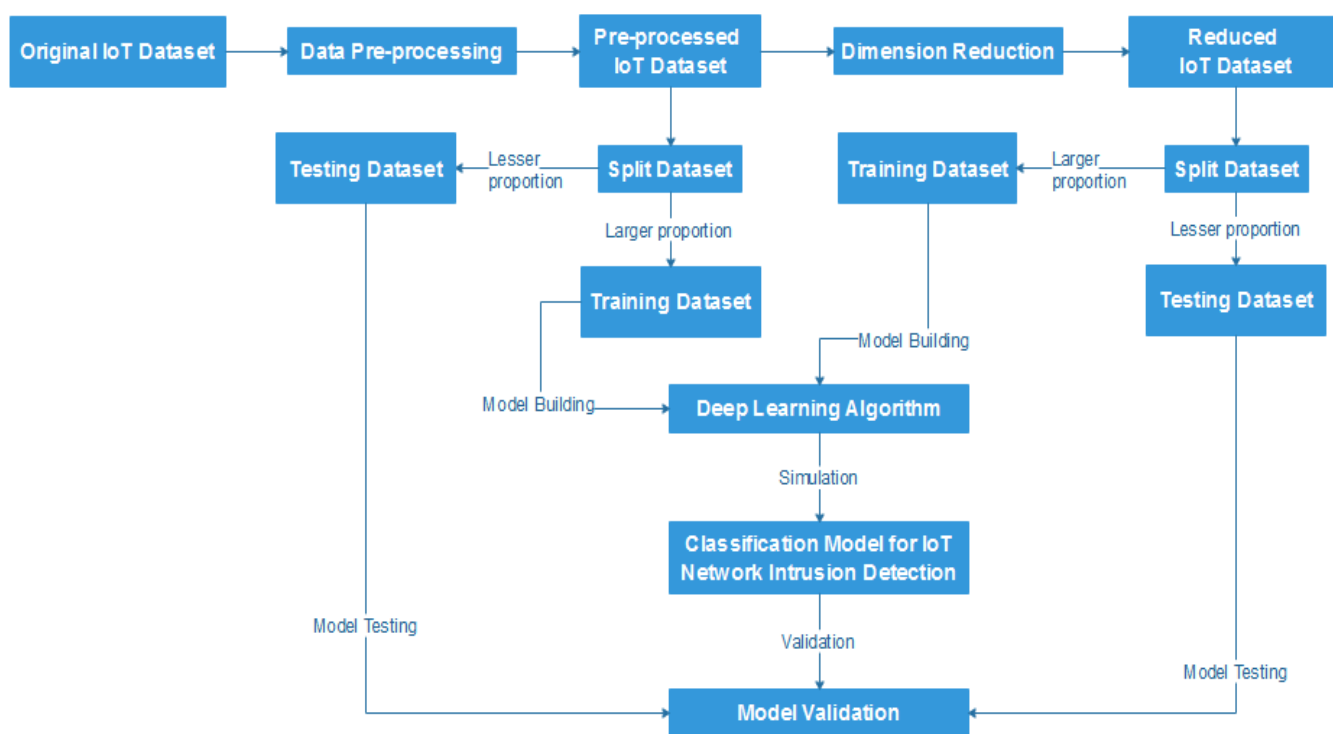 Original IoT Dataset
Data Pre-processing
Pre-processed
IoT Dataset
Dimension Reduction
Reduced
IoT Dataset
Testing Dataset
Lesser
proportion
Split Dataset
Training Dataset
Larger
proportion
Split Dataset
Larger proportion
Lesser proportion
Training Dataset
Testing Dataset
Model Building
Model Building
Deep Learning Algorithm
Simulation
Classification Model for IoT
Network Intrusion Detection
Model Testing
Validation
Model Testing
Model Validation